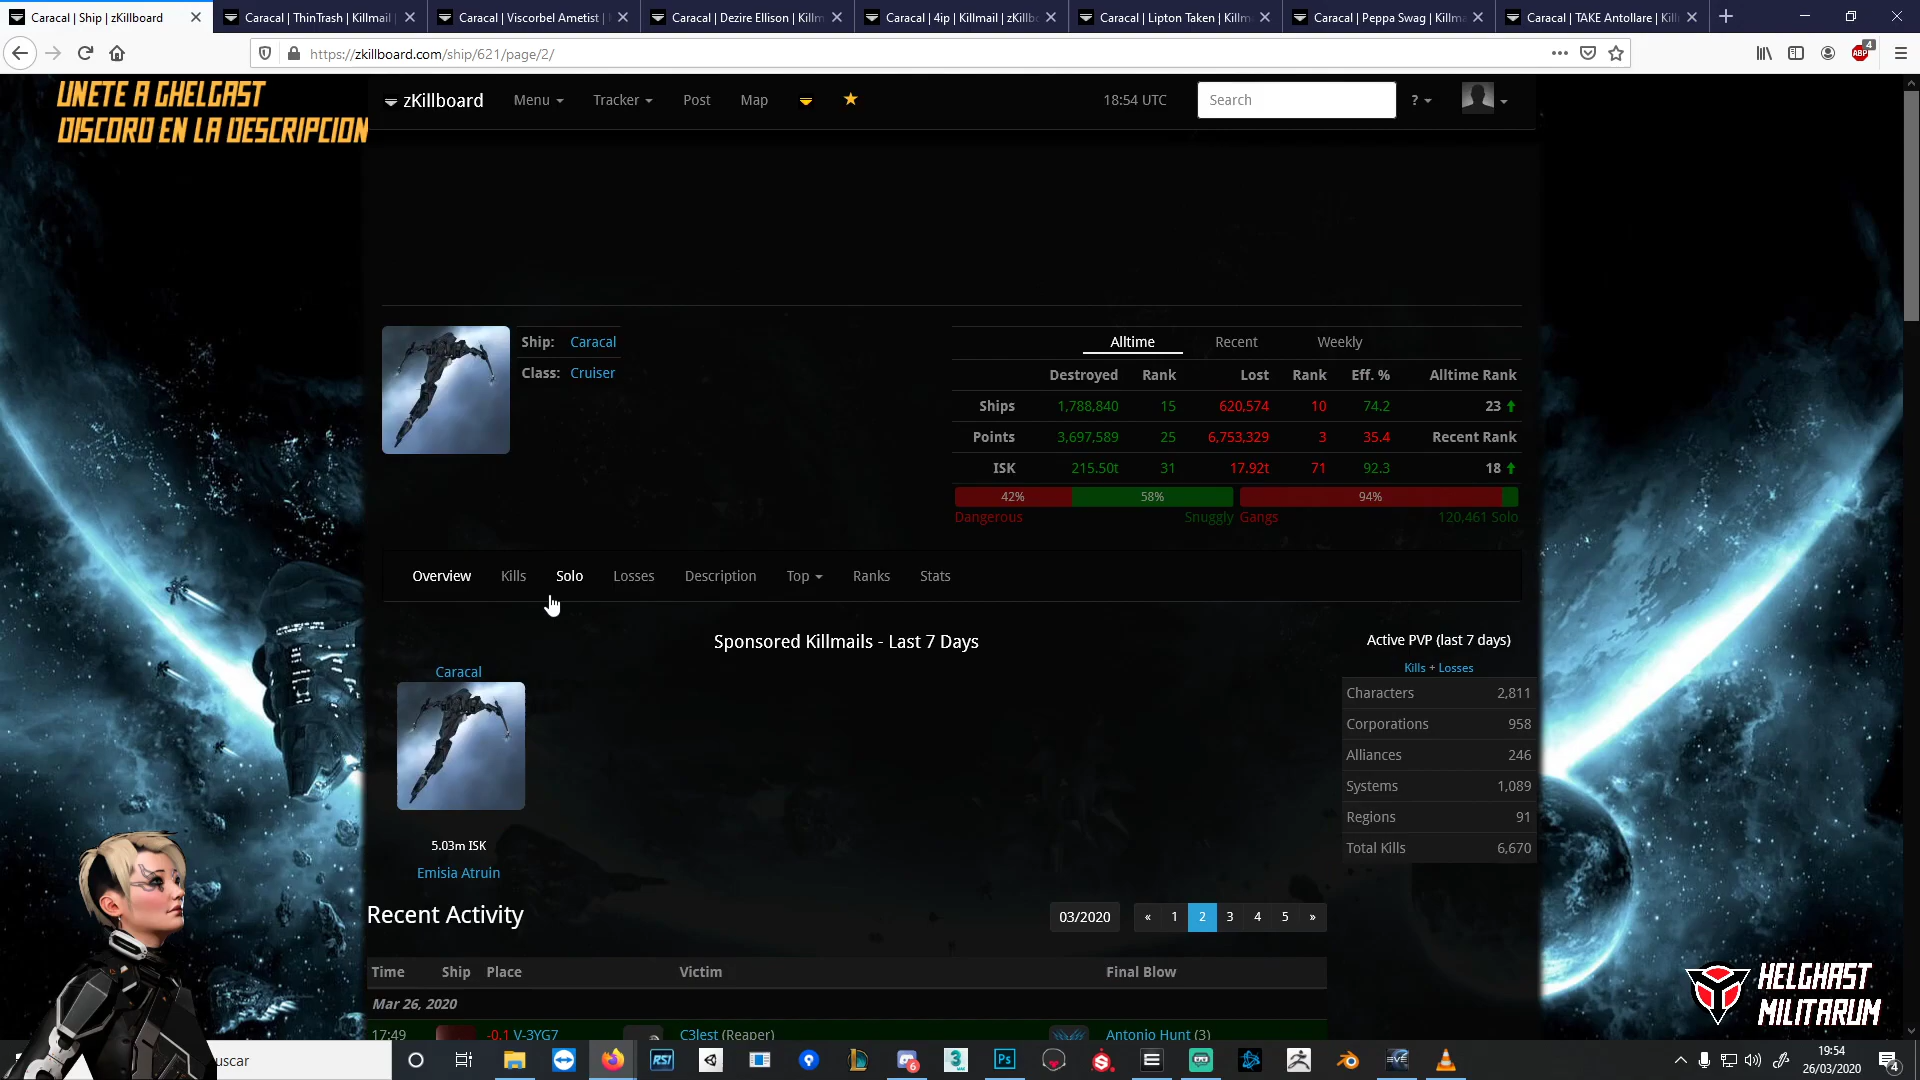 Caracal | Ship | zKillboard
Caracal | ThinTrash | Killmail
Caracal | Viscorbel Ametist |
Caracal | Dezire Ellison | Killm
Caracal | 4ip | Killmail | zKillbo
Caracal | Lipton Taken | Killm
Caracal | Peppa Swag | Killma
Caracal | TAKE Antollare | Kill
https://zkillboard.com/ship/621/page/2/
ABP 4
UNETE A GHELGAST
DISCORD EN LA DESCRIPCION
zKillboard Menu Tracker Post Map 18:54 UTC Search ?
Ship: Caracal
Class: Cruiser
Alltime Recent Weekly
Destroyed Rank Lost Rank Eff. % Alltime Rank
Ships 1,788,840 15 620,574 10 74.2 23
Points 3,697,589 25 6,753,329 3 35.4 Recent Rank
ISK 215.50t 31 17.92t 71 92.3 18
42% 58% 94%
Dangerous Snuggly Gangs 120,461 Solo
Overview Kills Solo Losses Description Top Ranks Stats
Sponsored Killmails - Last 7 Days
Caracal
5.03m ISK
Emisia Atruin
Active PVP (last 7 days)
Kills + Losses
Characters 2,811
Corporations 958
Alliances 246
Systems 1,089
Regions 91
Total Kills 6,670
Recent Activity
03/2020 « 1 2 3 4 5 »
Time Ship Place Victim Final Blow
Mar 26, 2020
17:49 -0.1 V-3YG7 C3lest (Reaper) Antonio Hunt (3)
HELGHAST
MILITARUM
uscar
RSI
6
3
Ps
19:54
26/03/2020
4